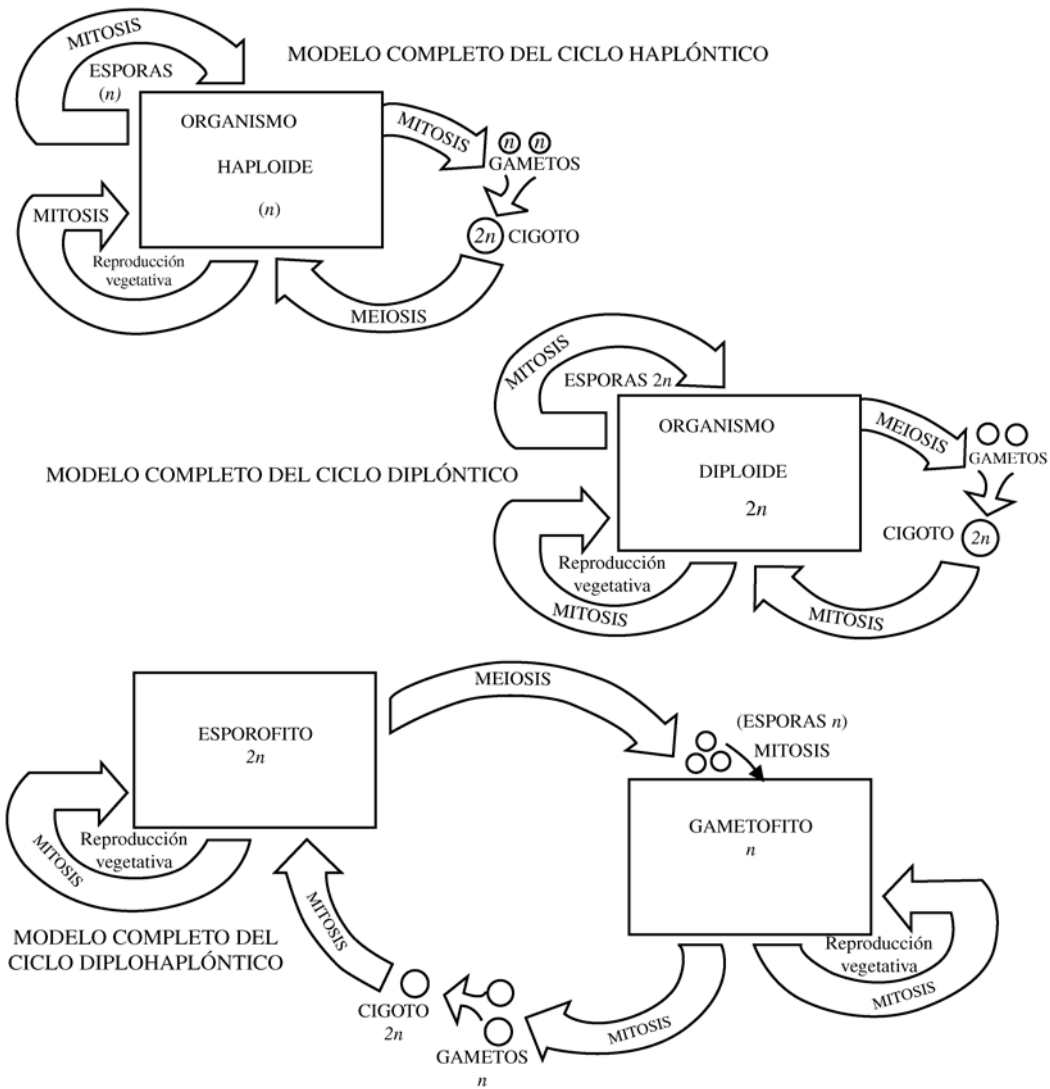 MODELO COMPLETO DEL CICLO HAPLÓNTICO
MITOSIS
ESPORAS
(n)
ORGANISMO
HAPLOIDE
(n)
MITOSIS
n n
GAMETOS
2n CIGOTO
MITOSIS
Reproducción
vegetativa
MEIOSIS
MODELO COMPLETO DEL CICLO DIPLÓNTICO
MITOSIS
ESPORAS 2n
ORGANISMO
DIPLOIDE
2n
MEIOSIS
GAMETOS
CIGOTO 2n
Reproducción
vegetativa
MITOSIS
MITOSIS
ESPOROFITO
2n
MEIOSIS
(ESPORAS n)
MITOSIS
GAMETOFITO
n
Reproducción
vegetativa
MITOSIS
MITOSIS
Reproducción
vegetativa
MITOSIS
MODELO COMPLETO DEL
CICLO DIPLOHAPLÓNTICO
CIGOTO
2n
GAMETOS
n
MITOSIS